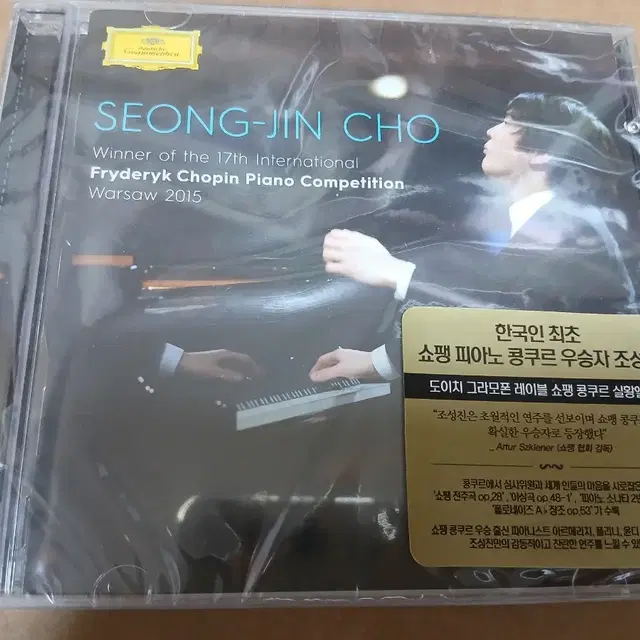 Deutsche
Grammophon
SEONG-JIN CHO
Winner of the 17th International
Fryderyk Chopin Piano Competition
Warsaw 2015
한국인 최초
쇼팽 피아노 콩쿠르 우승자 조성
도이치 그라모폰 레이블 쇼팽 콩쿠르 실황앨
“조성진은 초월적인 연주를 선보이며 쇼팽 콩쿠
확실한 우승자로 등장했다”
_ Artur Szklener (쇼팽 협회 감독)
콩쿠르에서 심사위원과 세계 인들의 마음을 사로잡은
'쇼팽 전주곡 op.28', '야상곡 op.48-1', '피아노 소나타 2번
'폴로네이즈 A♭장조 op.53'가 수록
쇼팽 콩쿠르 우승 출신 피아니스트 아르헤리치, 폴리니, 윤디
조성진만의 감동적이고 찬란한 연주를 느낄 수 있